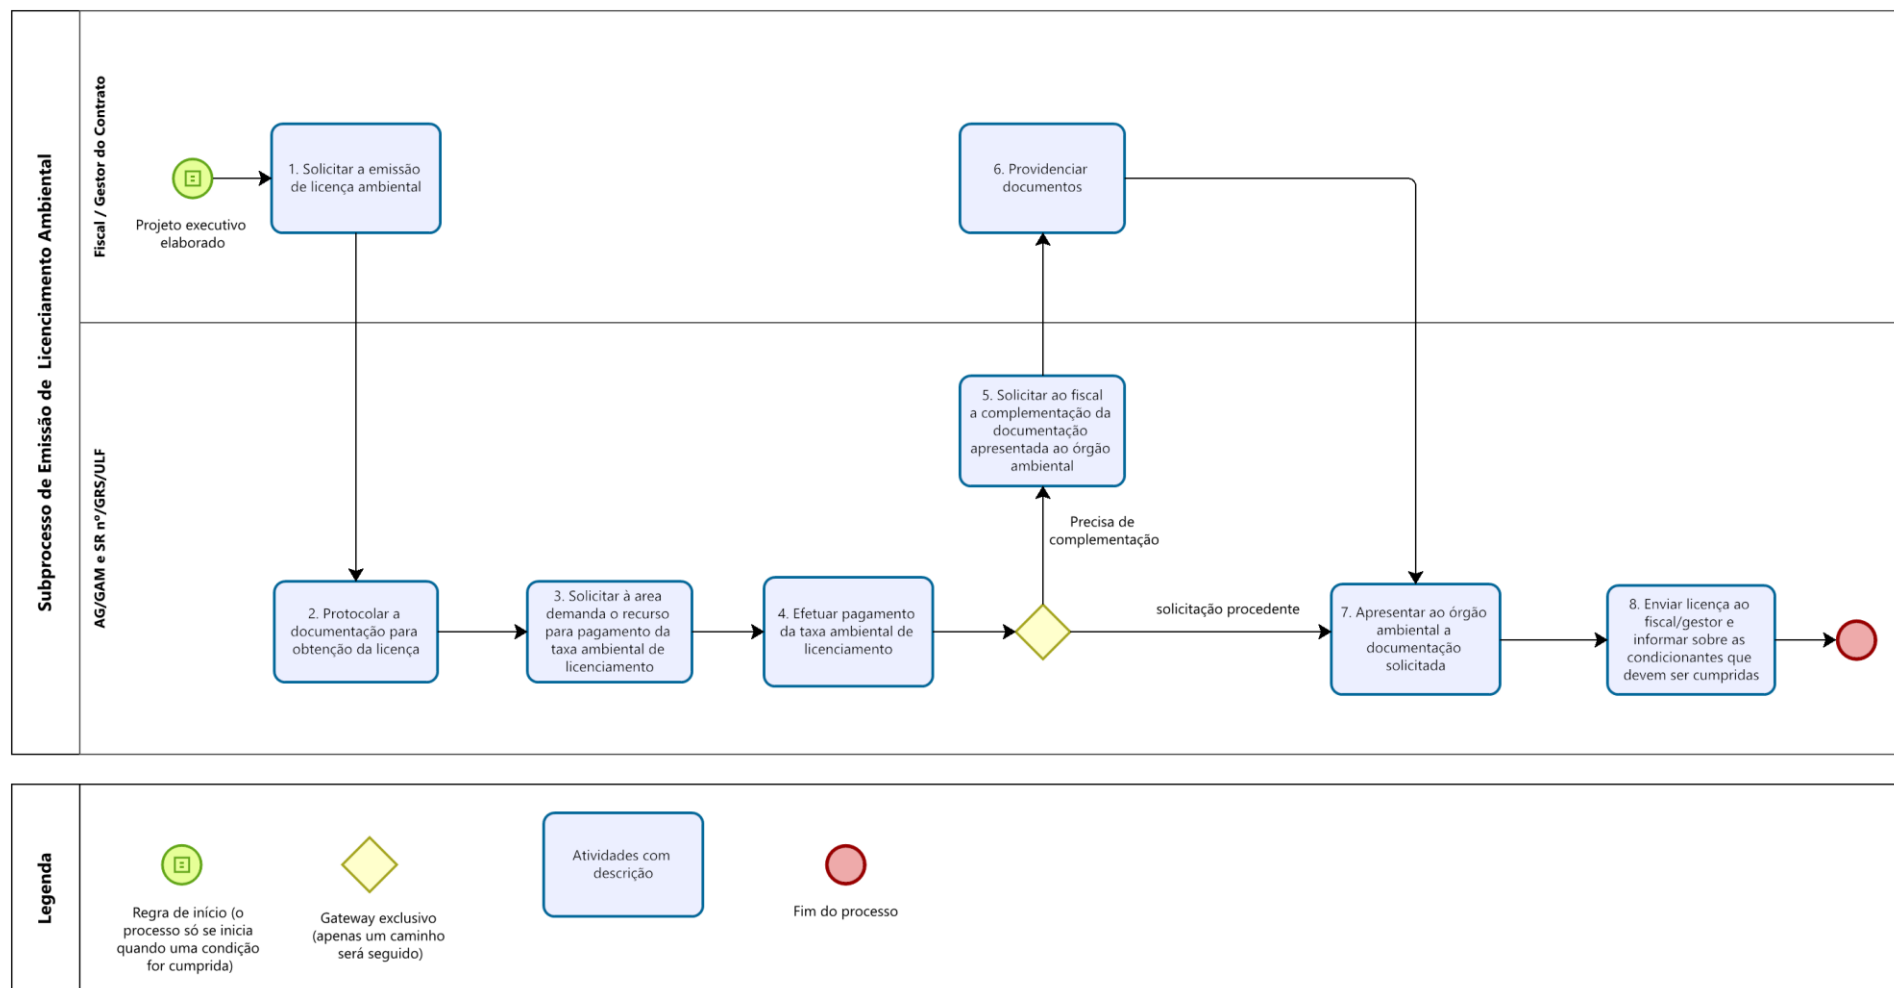 Subprocesso de Emissão de Licenciamento Ambiental
Fiscal / Gestor do Contrato
Projeto executivo
elaborado
1. Solicitar a emissão
de licença ambiental
6. Providenciar
documentos
AG/GAM e SR nº/GRS/ULF
2. Protocolar a
documentação para
obtenção da licença
3. Solicitar à area
demanda o recurso
para pagamento da
taxa ambiental de
licenciamento
4. Efetuar pagamento
da taxa ambiental de
licenciamento
5. Solicitar ao fiscal
a complementação da
documentação
apresentada ao órgão
ambiental
Precisa de
complementação
solicitação procedente
7. Apresentar ao órgão
ambiental a
documentação
solicitada
8. Enviar licença ao
fiscal/gestor e
informar sobre as
condicionantes que
devem ser cumpridas
Legenda
Regra de início (o
processo só se inicia
quando uma condição
for cumprida)
Gateway exclusivo
(apenas um caminho
será seguido)
Atividades com
descrição
Fim do processo